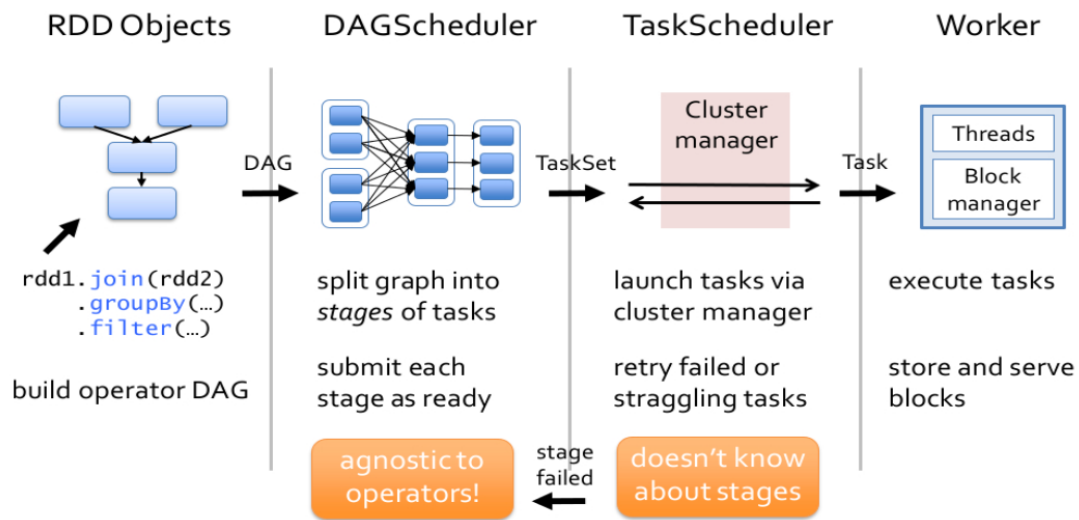 RDD Objects
DAGScheduler
TaskScheduler
Worker
DAG
TaskSet
Cluster
manager
Task
Threads
Block
manager
rdd1.join(rdd2)
.groupBy(…)
.filter(…)
build operator DAG
split graph into
stages of tasks
submit each
stage as ready
launch tasks via
cluster manager
retry failed or
straggling tasks
execute tasks
store and serve
blocks
agnostic to
operators!
stage
failed
doesn’t know
about stages